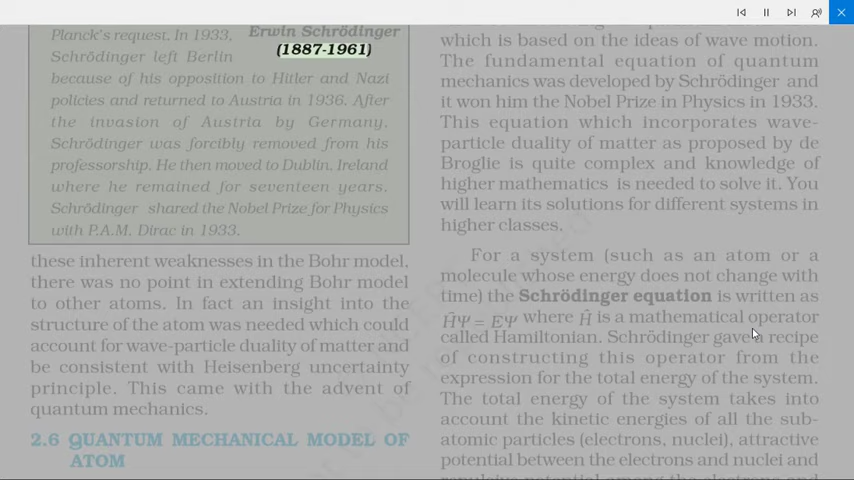 Planck's request. In 1933,
Schrödinger left Berlin
Erwin Schrödinger
(1887-1961)
because of his opposition to Hitler and Nazi
policies and returned to Austria in 1936. After
the invasion of Austria by Germany,
Schrödinger was forcibly removed from his
professorship. He then moved to Dublin, Ireland
where he remained for seventeen years.
Schrödinger shared the Nobel Prize for Physics
with P.A.M. Dirac in 1933.
these inherent weaknesses in the Bohr model,
there was no point in extending Bohr model
to other atoms. In fact an insight into the
structure of the atom was needed which could
account for wave-particle duality of matter and
be consistent with Heisenberg uncertainty
principle. This came with the advent of
quantum mechanics.
2.6 QUANTUM MECHANICAL MODEL OF
ATOM
which is based on the ideas of wave motion.
The fundamental equation of quantum
mechanics was developed by Schrödinger and
it won him the Nobel Prize in Physics in 1933.
This equation which incorporates wave-
particle duality of matter as proposed by de
Broglie is quite complex and knowledge of
higher mathematics is needed to solve it. You
will learn its solutions for different systems in
higher classes.
For a system (such as an atom or a
molecule whose energy does not change with
time) the Schrödinger equation is written as
ĤΨ = EΨ where Ĥ is a mathematical operator
called Hamiltonian. Schrödinger gave a recipe
of constructing this operator from the
expression for the total energy of the system.
The total energy of the system takes into
account the kinetic energies of all the sub-
atomic particles (electrons, nuclei), attractive
potential between the electrons and nuclei and